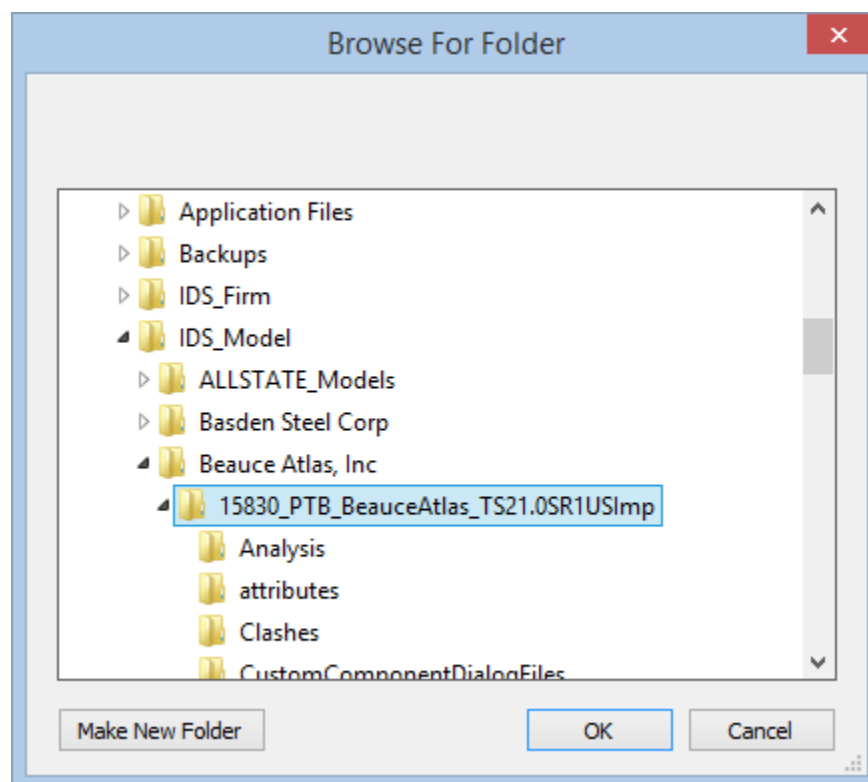 Browse For Folder
Application Files
Backups
IDS_Firm
IDS_Model
ALLSTATE_Models
Basden Steel Corp
Beauce Atlas, Inc
15830_PTB_BeauceAtlas_TS21.0SR1USImp
Analysis
attributes
Clashes
CustomComponentDialogFiles
Make New Folder
OK
Cancel